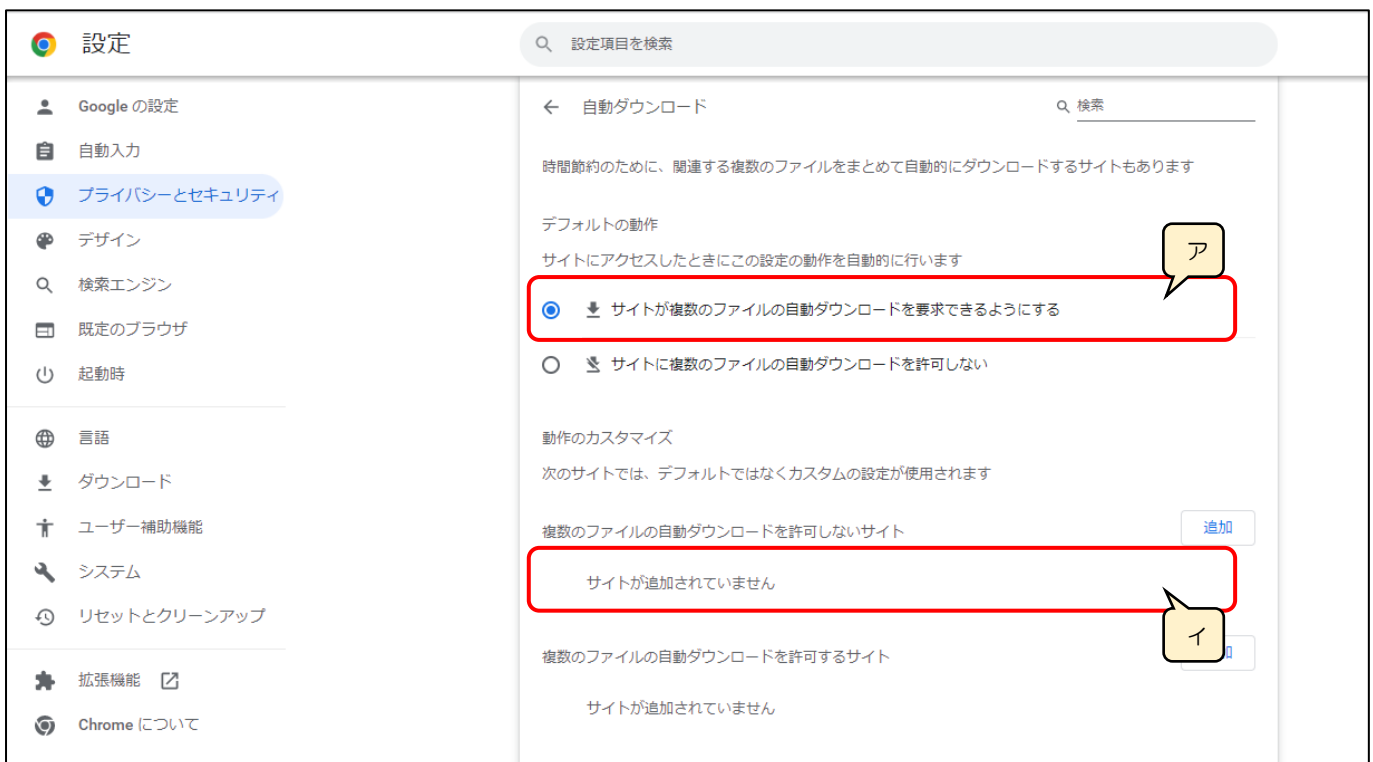 設定
設定項目を検索
Google の設定
自動入力
プライバシーとセキュリティ
デザイン
検索エンジン
既定のブラウザ
起動時
言語
ダウンロード
ユーザー補助機能
システム
リセットとクリーンアップ
拡張機能
Chrome について
自動ダウンロード
検索
時間節約のために、関連する複数のファイルをまとめて自動的にダウンロードするサイトもあります
デフォルトの動作
ア
サイトにアクセスしたときにこの設定の動作を自動的に行います
サイトが複数のファイルの自動ダウンロードを要求できるようにする
サイトに複数のファイルの自動ダウンロードを許可しない
動作のカスタマイズ
次のサイトでは、デフォルトではなくカスタムの設定が使用されます
複数のファイルの自動ダウンロードを許可しないサイト
追加
サイトが追加されていません
イ
複数のファイルの自動ダウンロードを許可するサイト
サイトが追加されていません